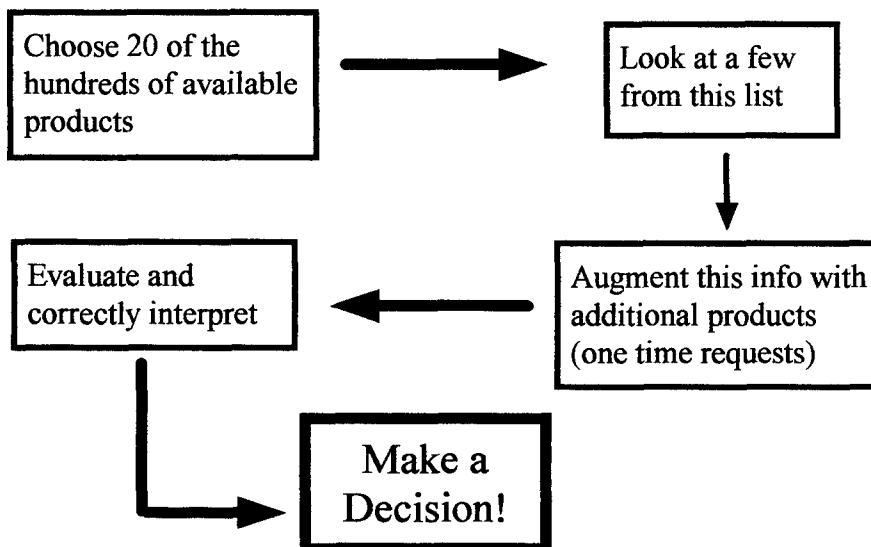 Choose 20 of the
hundreds of available
products
Look at a few
from this list
Augment this info with
additional products
(one time requests)
Evaluate and
correctly interpret
Make a
Decision!